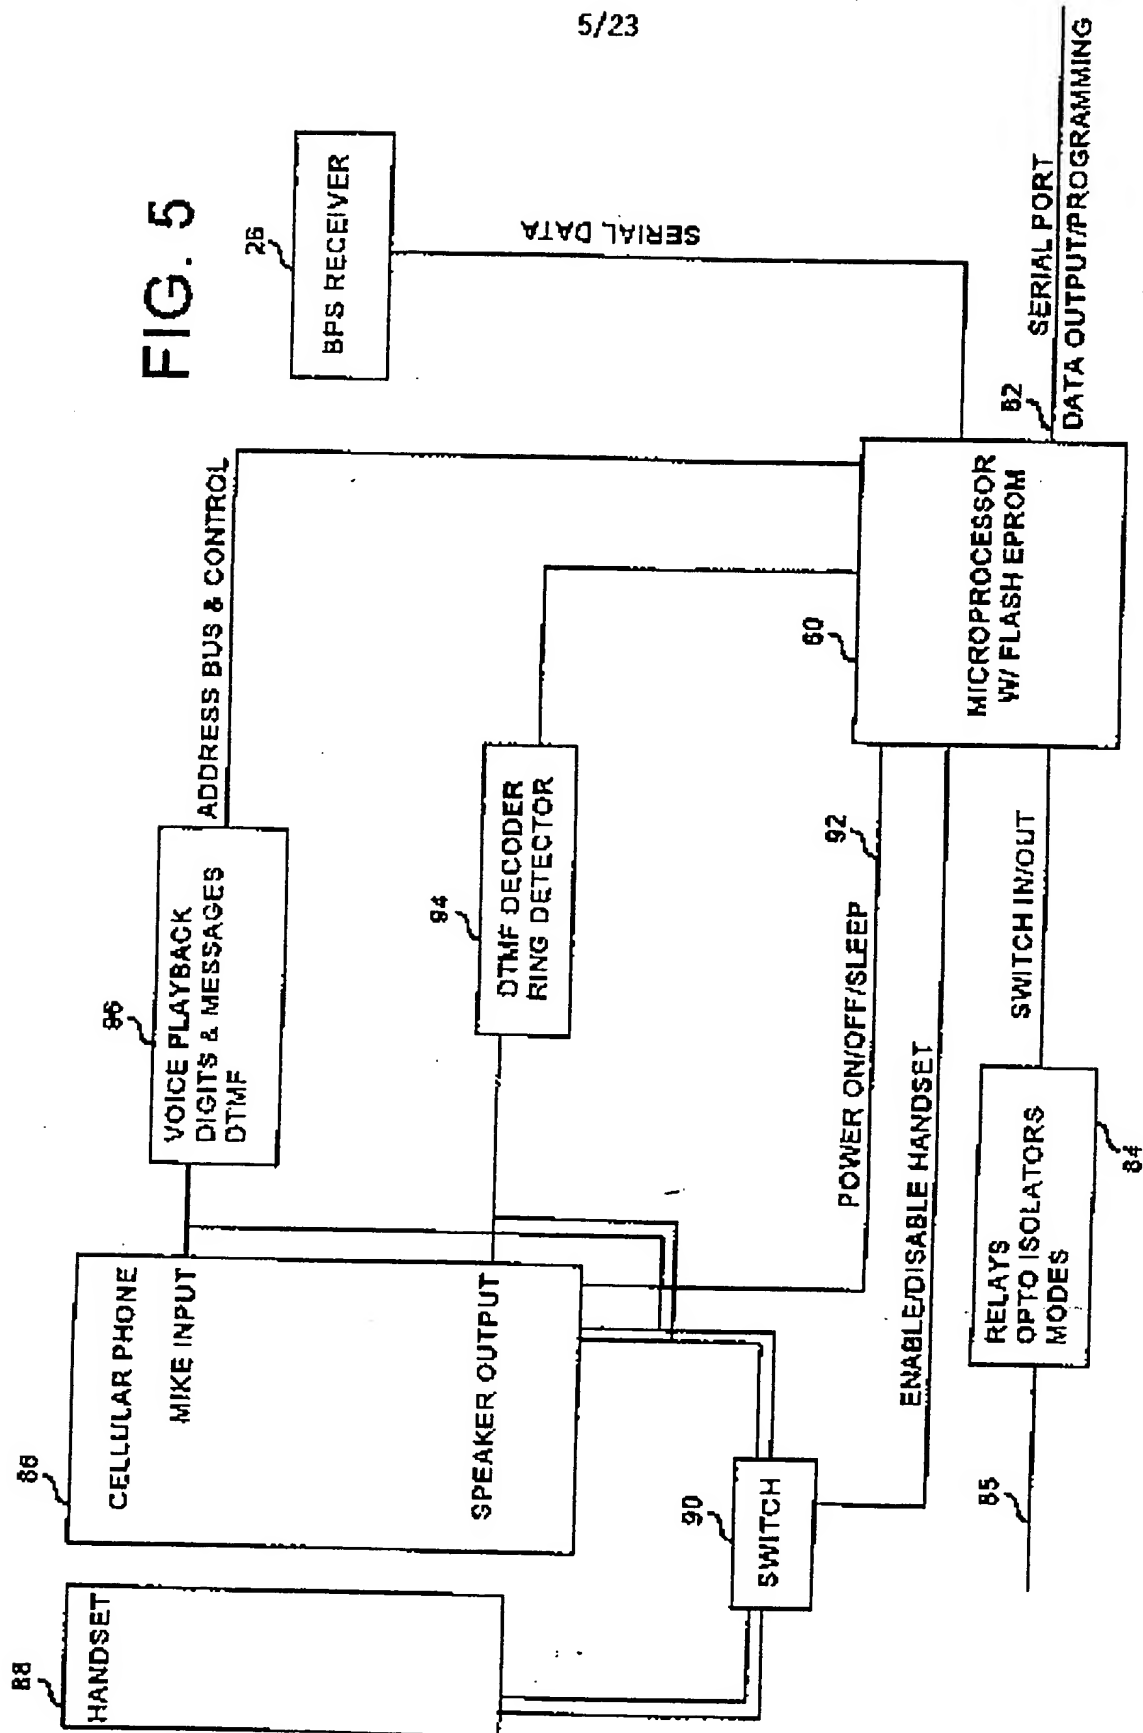 5/23
FIG. 5
88
HANDSET
86
CELLULAR PHONE
MIKE INPUT
SPEAKER OUTPUT
96
VOICE PLAYBACK
DIGITS & MESSAGES
DTMF
ADDRESS BUS & CONTROL
26
BPS RECEIVER
SERIAL DATA
94
DTMF DECODER
RING DETECTOR
90
SWITCH
POWER ON/OFF/SLEEP
92
ENABLE/DISABLE HANDSET
MICROPROCESSOR
W/ FLASH EPROM
SERIAL PORT
DATA OUTPUT/PROGRAMMING
85
RELAYS
OPTO ISOLATORS
MODES
84
SWITCH IN/OUT